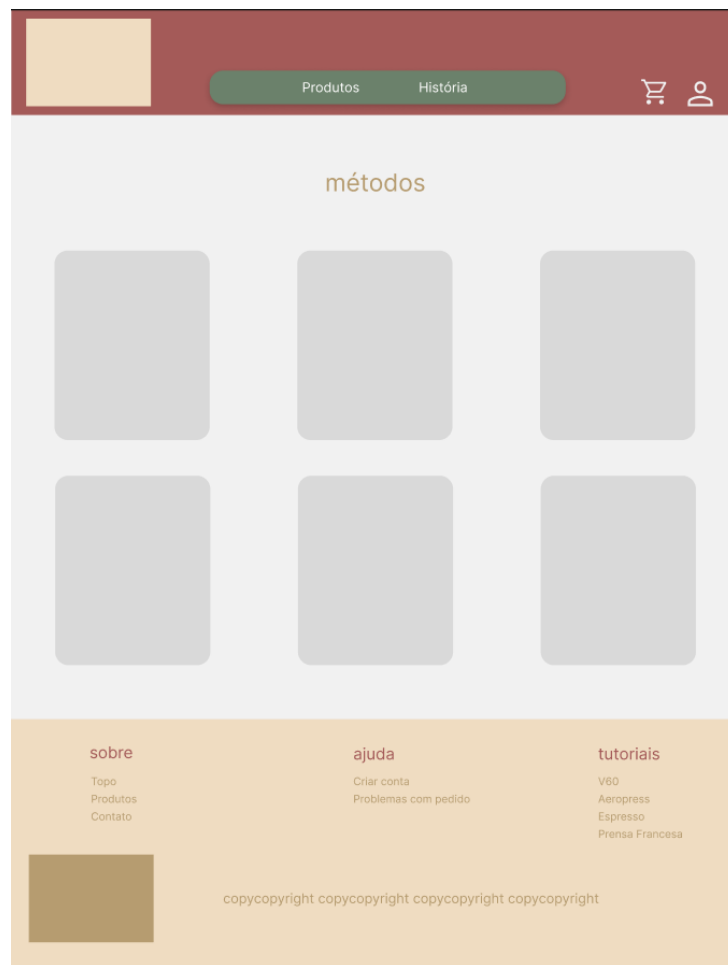 Produtos História
métodos
sobre
Topo
Produtos
Contato
ajuda
Criar conta
Problemas com pedido
tutoriais
V60
Aeropress
Espresso
Prensa Francesa
copycopyright copycopyright copycopyright copycopyright